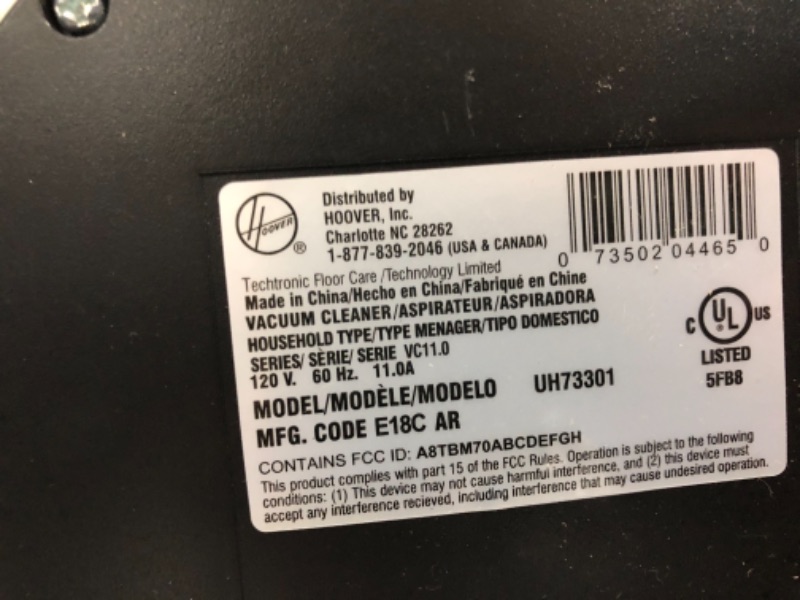 HOOVER ®
Distributed by
HOOVER, Inc.
Charlotte NC 28262
1-877-839-2046 (USA & CANADA)
0 73502 04465 0
Techtronic Floor Care /Technology Limited
Made in China/Hecho en China/Fabriqué en Chine
VACUUM CLEANER/ASPIRATEUR/ASPIRADORA
HOUSEHOLD TYPE/TYPE MENAGER/TIPO DOMESTICO
SERIES/ SÈRIE/ SERIE VC11.0
120 V. 60 Hz. 11.0A
C UL US
LISTED
5FB8
MODEL/MODÈLE/MODELO UH73301
MFG. CODE E18C AR
CONTAINS FCC ID: A8TBM70ABCDEFGH
This product complies with part 15 of the FCC Rules. Operation is subject to the following
conditions: (1) This device may not cause harmful interference, and (2) this device must
accept any interference recieved, including interference that may cause undesired operation.